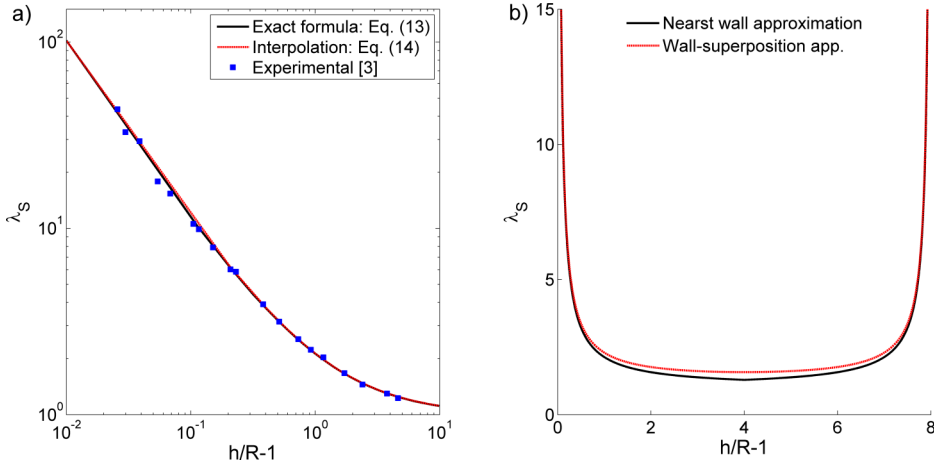 a)
Exact formula: Eq. (13)
Interpolation: Eq. (14)
Experimental [3]
λS
10^2
10^1
10^0
10^-2
10^-1
10^0
10^1
h/R-1
b)
Nearst wall approximation
Wall-superposition app.
λS
15
10
5
0
0
2
4
6
8
h/R-1